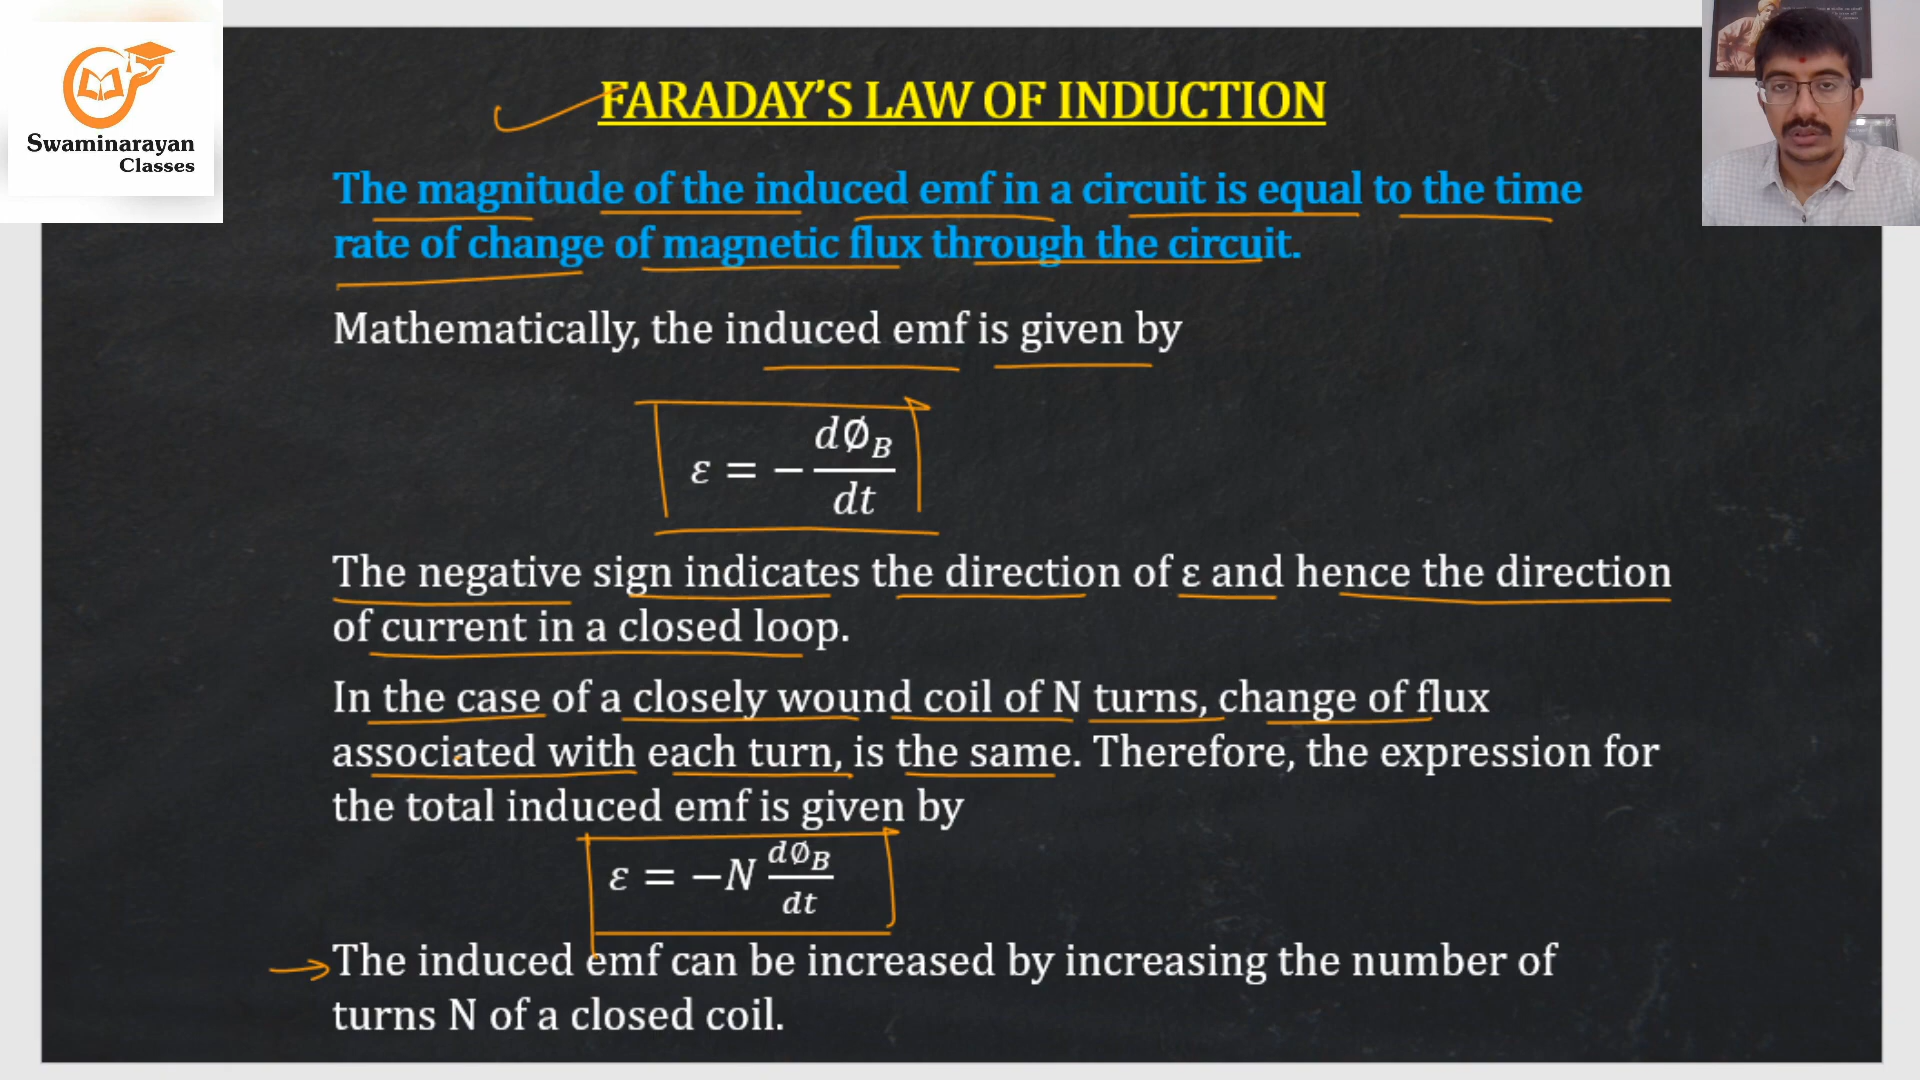 Swaminarayan
Classes
FARADAY’S LAW OF INDUCTION
The magnitude of the induced emf in a circuit is equal to the time
rate of change of magnetic flux through the circuit.
Mathematically, the induced emf is given by
ε = − d∅_B / dt
The negative sign indicates the direction of ε and hence the direction
of current in a closed loop.
In the case of a closely wound coil of N turns, change of flux
associated with each turn, is the same. Therefore, the expression for
the total induced emf is given by
ε = −N d∅_B / dt
The induced emf can be increased by increasing the number of
turns N of a closed coil.